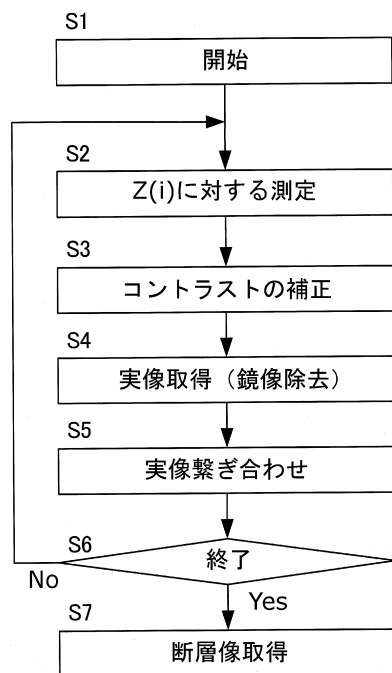 S1
開始
S2
Z(i)に対する測定
S3
コントラストの補正
S4
実像取得（鏡像除去）
S5
実像繋ぎ合わせ
S6
終了
No
Yes
S7
断層像取得